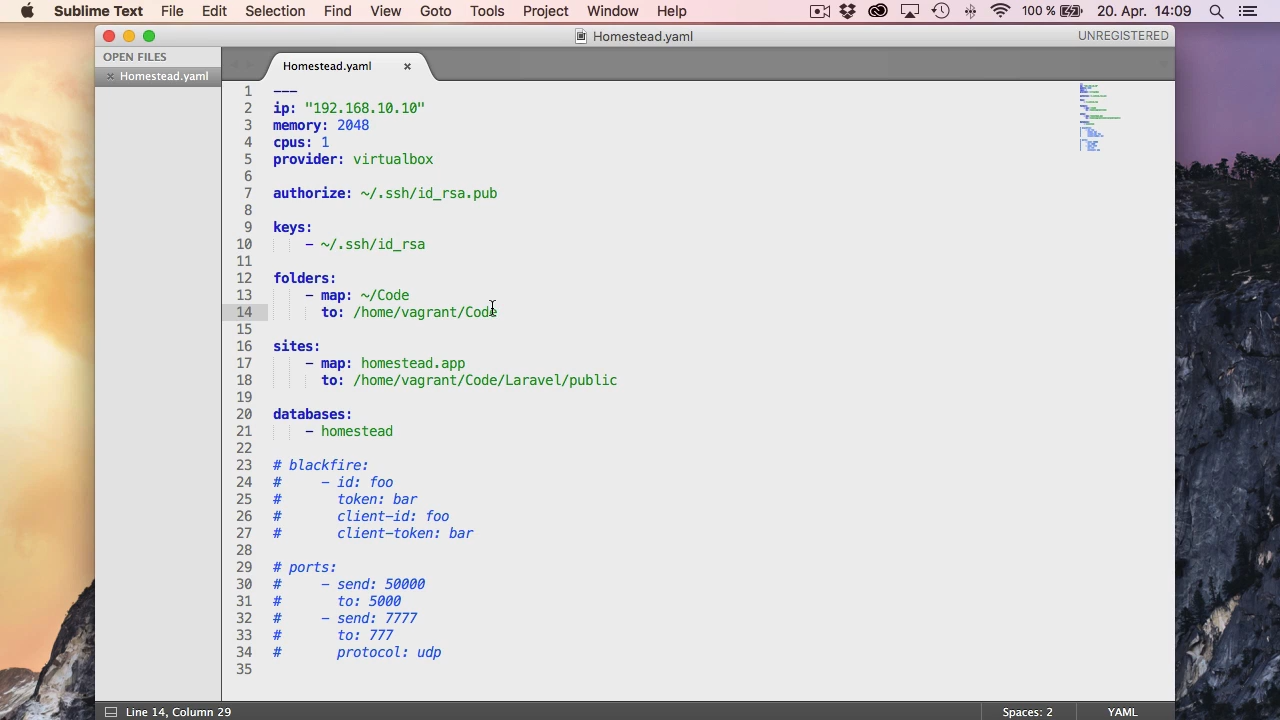 Sublime Text File Edit Selection Find View Goto Tools Project Window Help 100 % 20. Apr. 14:09
Homestead.yaml UNREGISTERED
OPEN FILES
× Homestead.yaml
Homestead.yaml ×
1 ---
2 ip: "192.168.10.10"
3 memory: 2048
4 cpus: 1
5 provider: virtualbox
6
7 authorize: ~/.ssh/id_rsa.pub
8
9 keys:
10 - ~/.ssh/id_rsa
11
12 folders:
13 - map: ~/Code
14 to: /home/vagrant/Code
15
16 sites:
17 - map: homestead.app
18 to: /home/vagrant/Code/Laravel/public
19
20 databases:
21 - homestead
22
23 # blackfire:
24 # - id: foo
25 # token: bar
26 # client-id: foo
27 # client-token: bar
28
29 # ports:
30 # - send: 50000
31 # to: 5000
32 # - send: 7777
33 # to: 777
34 # protocol: udp
35
Line 14, Column 29 Spaces: 2 YAML